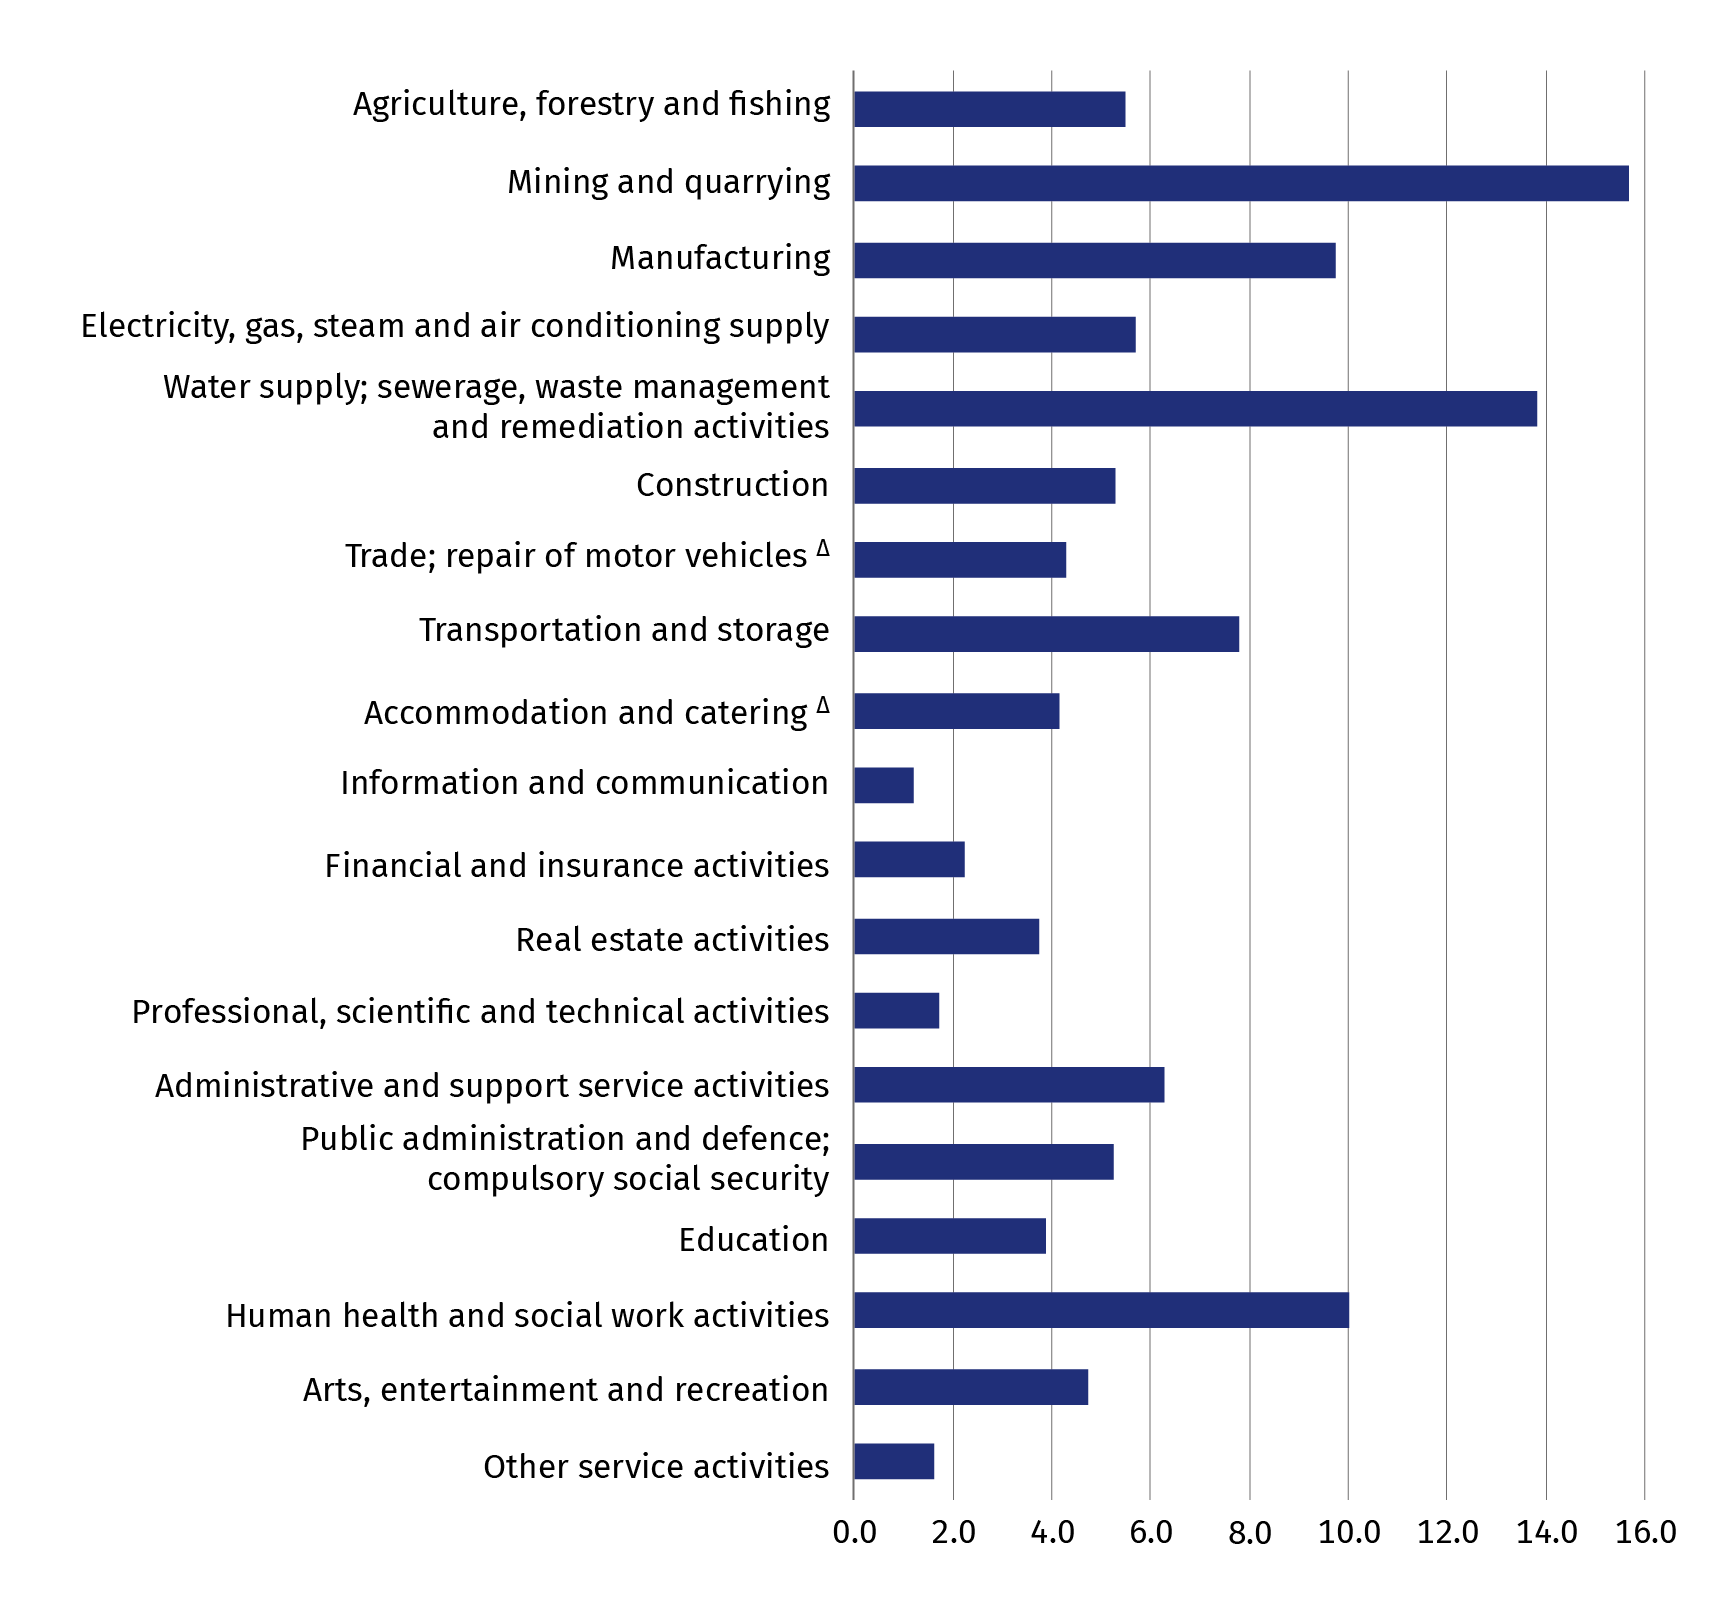 Agriculture, forestry and fishing
Mining and quarrying
Manufacturing
Electricity, gas, steam and air conditioning supply
Water supply; sewerage, waste management
and remediation activities
Construction
Trade; repair of motor vehicles Δ
Transportation and storage
Accommodation and catering Δ
Information and communication
Financial and insurance activities
Real estate activities
Professional, scientific and technical activities
Administrative and support service activities
Public administration and defence;
compulsory social security
Education
Human health and social work activities
Arts, entertainment and recreation
Other service activities
0.0 2.0 4.0 6.0 8.0 10.0 12.0 14.0 16.0